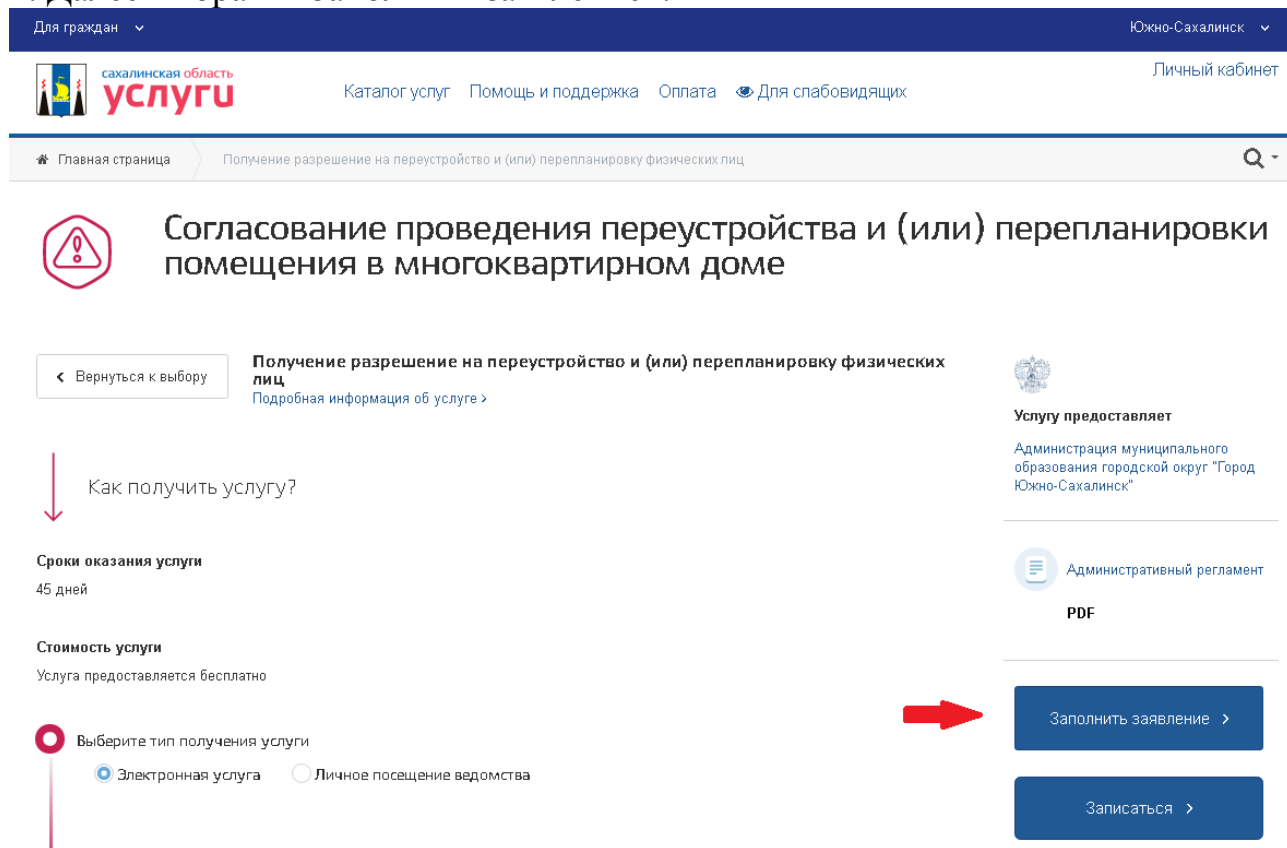 Для граждан Южно-Сахалинск
сахалинская область
услуги
Каталог услуг Помощь и поддержка Оплата Для слабовидящих
Личный кабинет
Главная страница Получение разрешение на переустройство и (или) перепланировку физических лиц
Согласование проведения переустройства и (или) перепланировки
помещения в многоквартирном доме
Вернуться к выбору
Получение разрешение на переустройство и (или) перепланировку физических
лиц
Подробная информация об услуге
Услугу предоставляет
Администрация муниципального
образования городской округ "Город
Южно-Сахалинск"
Как получить услугу?
Сроки оказания услуги
45 дней
Административный регламент
PDF
Стоимость услуги
Услуга предоставляется бесплатно
Заполнить заявление
Выберите тип получения услуги
Электронная услуга Личное посещение ведомства
Записаться